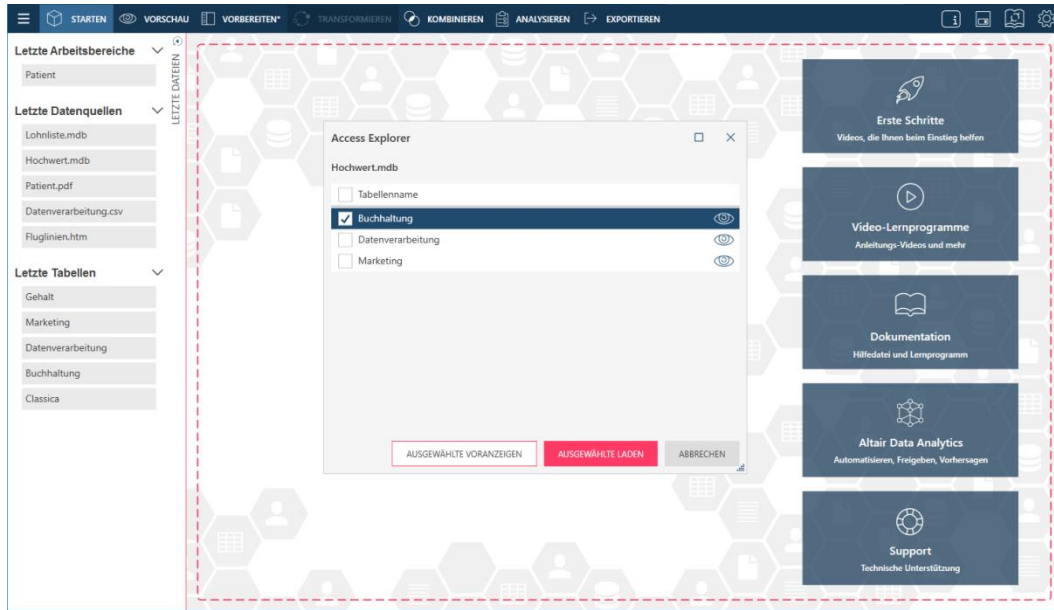 STARTEN VORSCHAU VORBEREITEN* TRANSFORMIEREN KOMBINIEREN ANALYSIEREN EXPORTIEREN
Letzte Arbeitsbereiche
Patient
Letzte Datenquellen
Lohnliste.mdb
Hochwert.mdb
Patient.pdf
Datenverarbeitung.csv
Fluglinien.htm
Letzte Tabellen
Gehalt
Marketing
Datenverarbeitung
Buchhaltung
Classica
LETZTE DATEIEN
Access Explorer
Hochwert.mdb
Tabellenname
Buchhaltung
Datenverarbeitung
Marketing
AUSGEWÄHLTE VORANZEIGEN AUSGEWÄHLTE LADEN ABBRECHEN
Erste Schritte
Videos, die Ihnen beim Einstieg helfen
Video-Lernprogramme
Anleitungs-Videos und mehr
Dokumentation
Hilfedatei und Lernprogramm
Altair Data Analytics
Automatisieren, Freigeben, Vorhersagen
Support
Technische Unterstützung